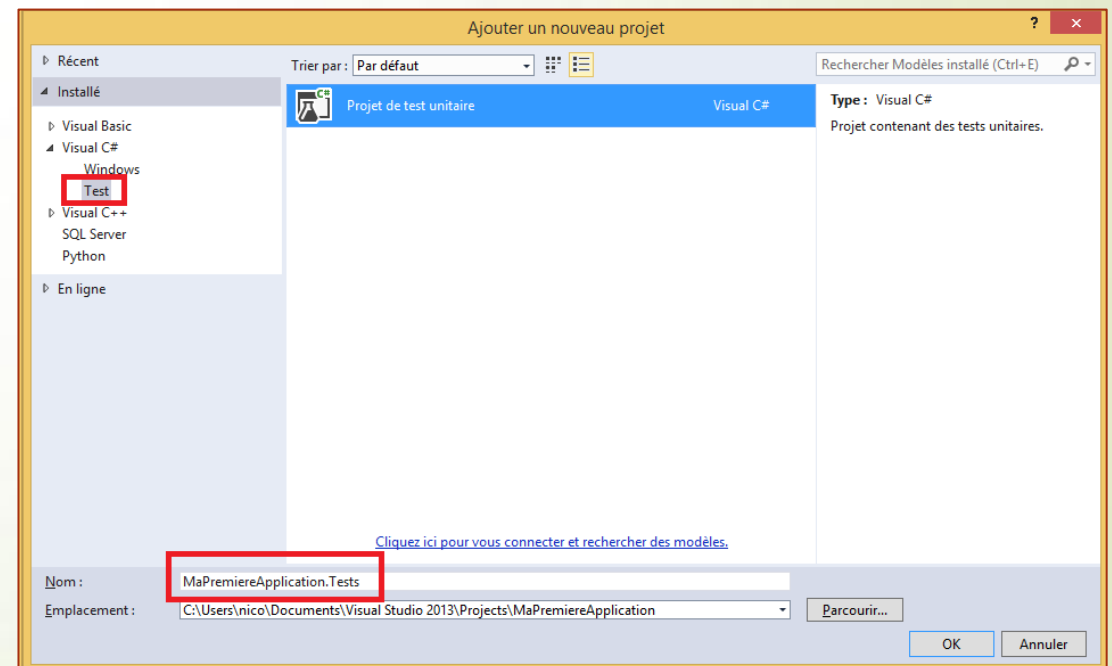 Ajouter un nouveau projet
?
Récent
Installé
Visual Basic
Visual C#
Windows
Test
Visual C++
SQL Server
Python
En ligne
Trier par : Par défaut
Rechercher Modèles installé (Ctrl+E)
C#
Projet de test unitaire Visual C#
Type : Visual C#
Projet contenant des tests unitaires.
Cliquez ici pour vous connecter et rechercher des modèles.
Nom : MaPremiereApplication.Tests
Emplacement : C:\Users\nico\Documents\Visual Studio 2013\Projects\MaPremiereApplication
Parcourir...
OK Annuler